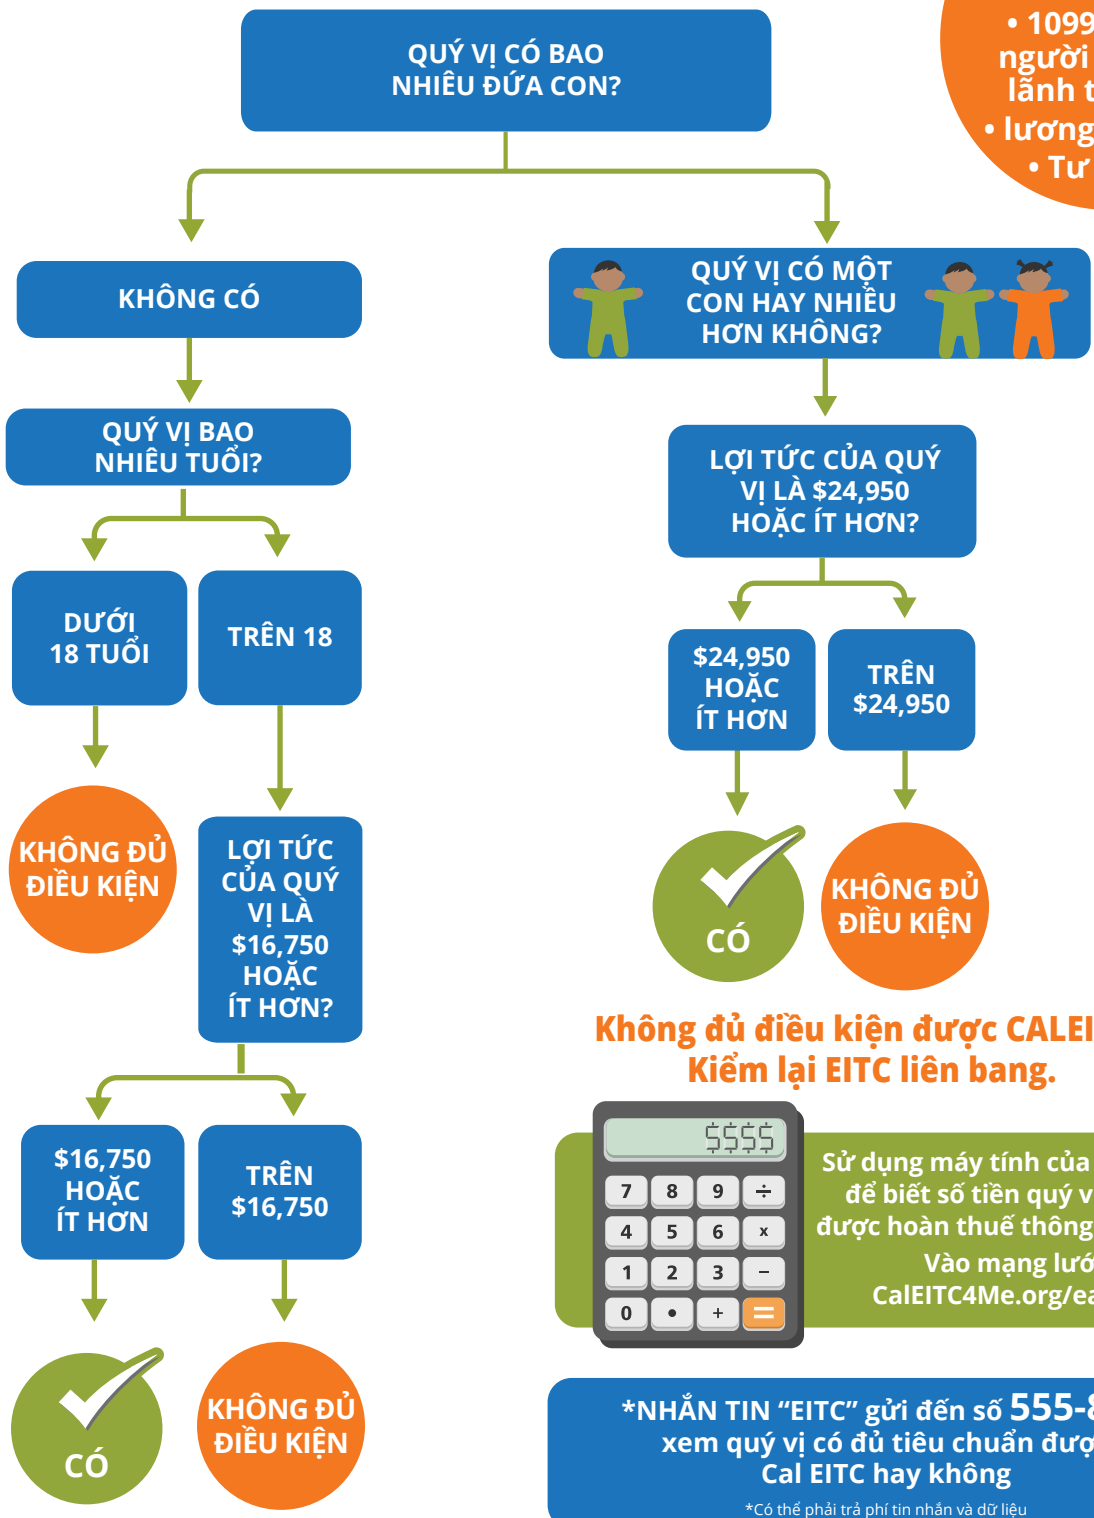 • 1099
người
lãnh
• lương
• Tư
QUÝ VỊ CÓ BAO
NHIÊU ĐỨA CON?
KHÔNG CÓ
QUÝ VỊ CÓ MỘT
CON HAY NHIỀU
HƠN KHÔNG?
QUÝ VỊ BAO
NHIÊU TUỔI?
LỢI TỨC CỦA QUÝ
VỊ LÀ $24,950
HOẶC ÍT HƠN?
DƯỚI
18 TUỔI
TRÊN 18
$24,950
HOẶC
ÍT HƠN
TRÊN
$24,950
KHÔNG ĐỦ
ĐIỀU KIỆN
LỢI TỨC
CỦA QUÝ
VỊ LÀ
$16,750
HOẶC
ÍT HƠN?
CÓ
KHÔNG ĐỦ
ĐIỀU KIỆN
Không đủ điều kiện được CALEI
Kiểm lại EITC liên bang.
$16,750
HOẶC
ÍT HƠN
TRÊN
$16,750
$$$$
7 8 9 ÷
4 5 6 x
1 2 3 −
0 • + =
Sử dụng máy tính của
để biết số tiền quý v
được hoàn thuế thông
Vào mạng lướ
CalEITC4Me.org/ea
CÓ
KHÔNG ĐỦ
ĐIỀU KIỆN
*NHẮN TIN “EITC” gửi đến số 555-8
xem quý vị có đủ tiêu chuẩn đượ
Cal EITC hay không
*Có thể phải trả phí tin nhắn và dữ liệu